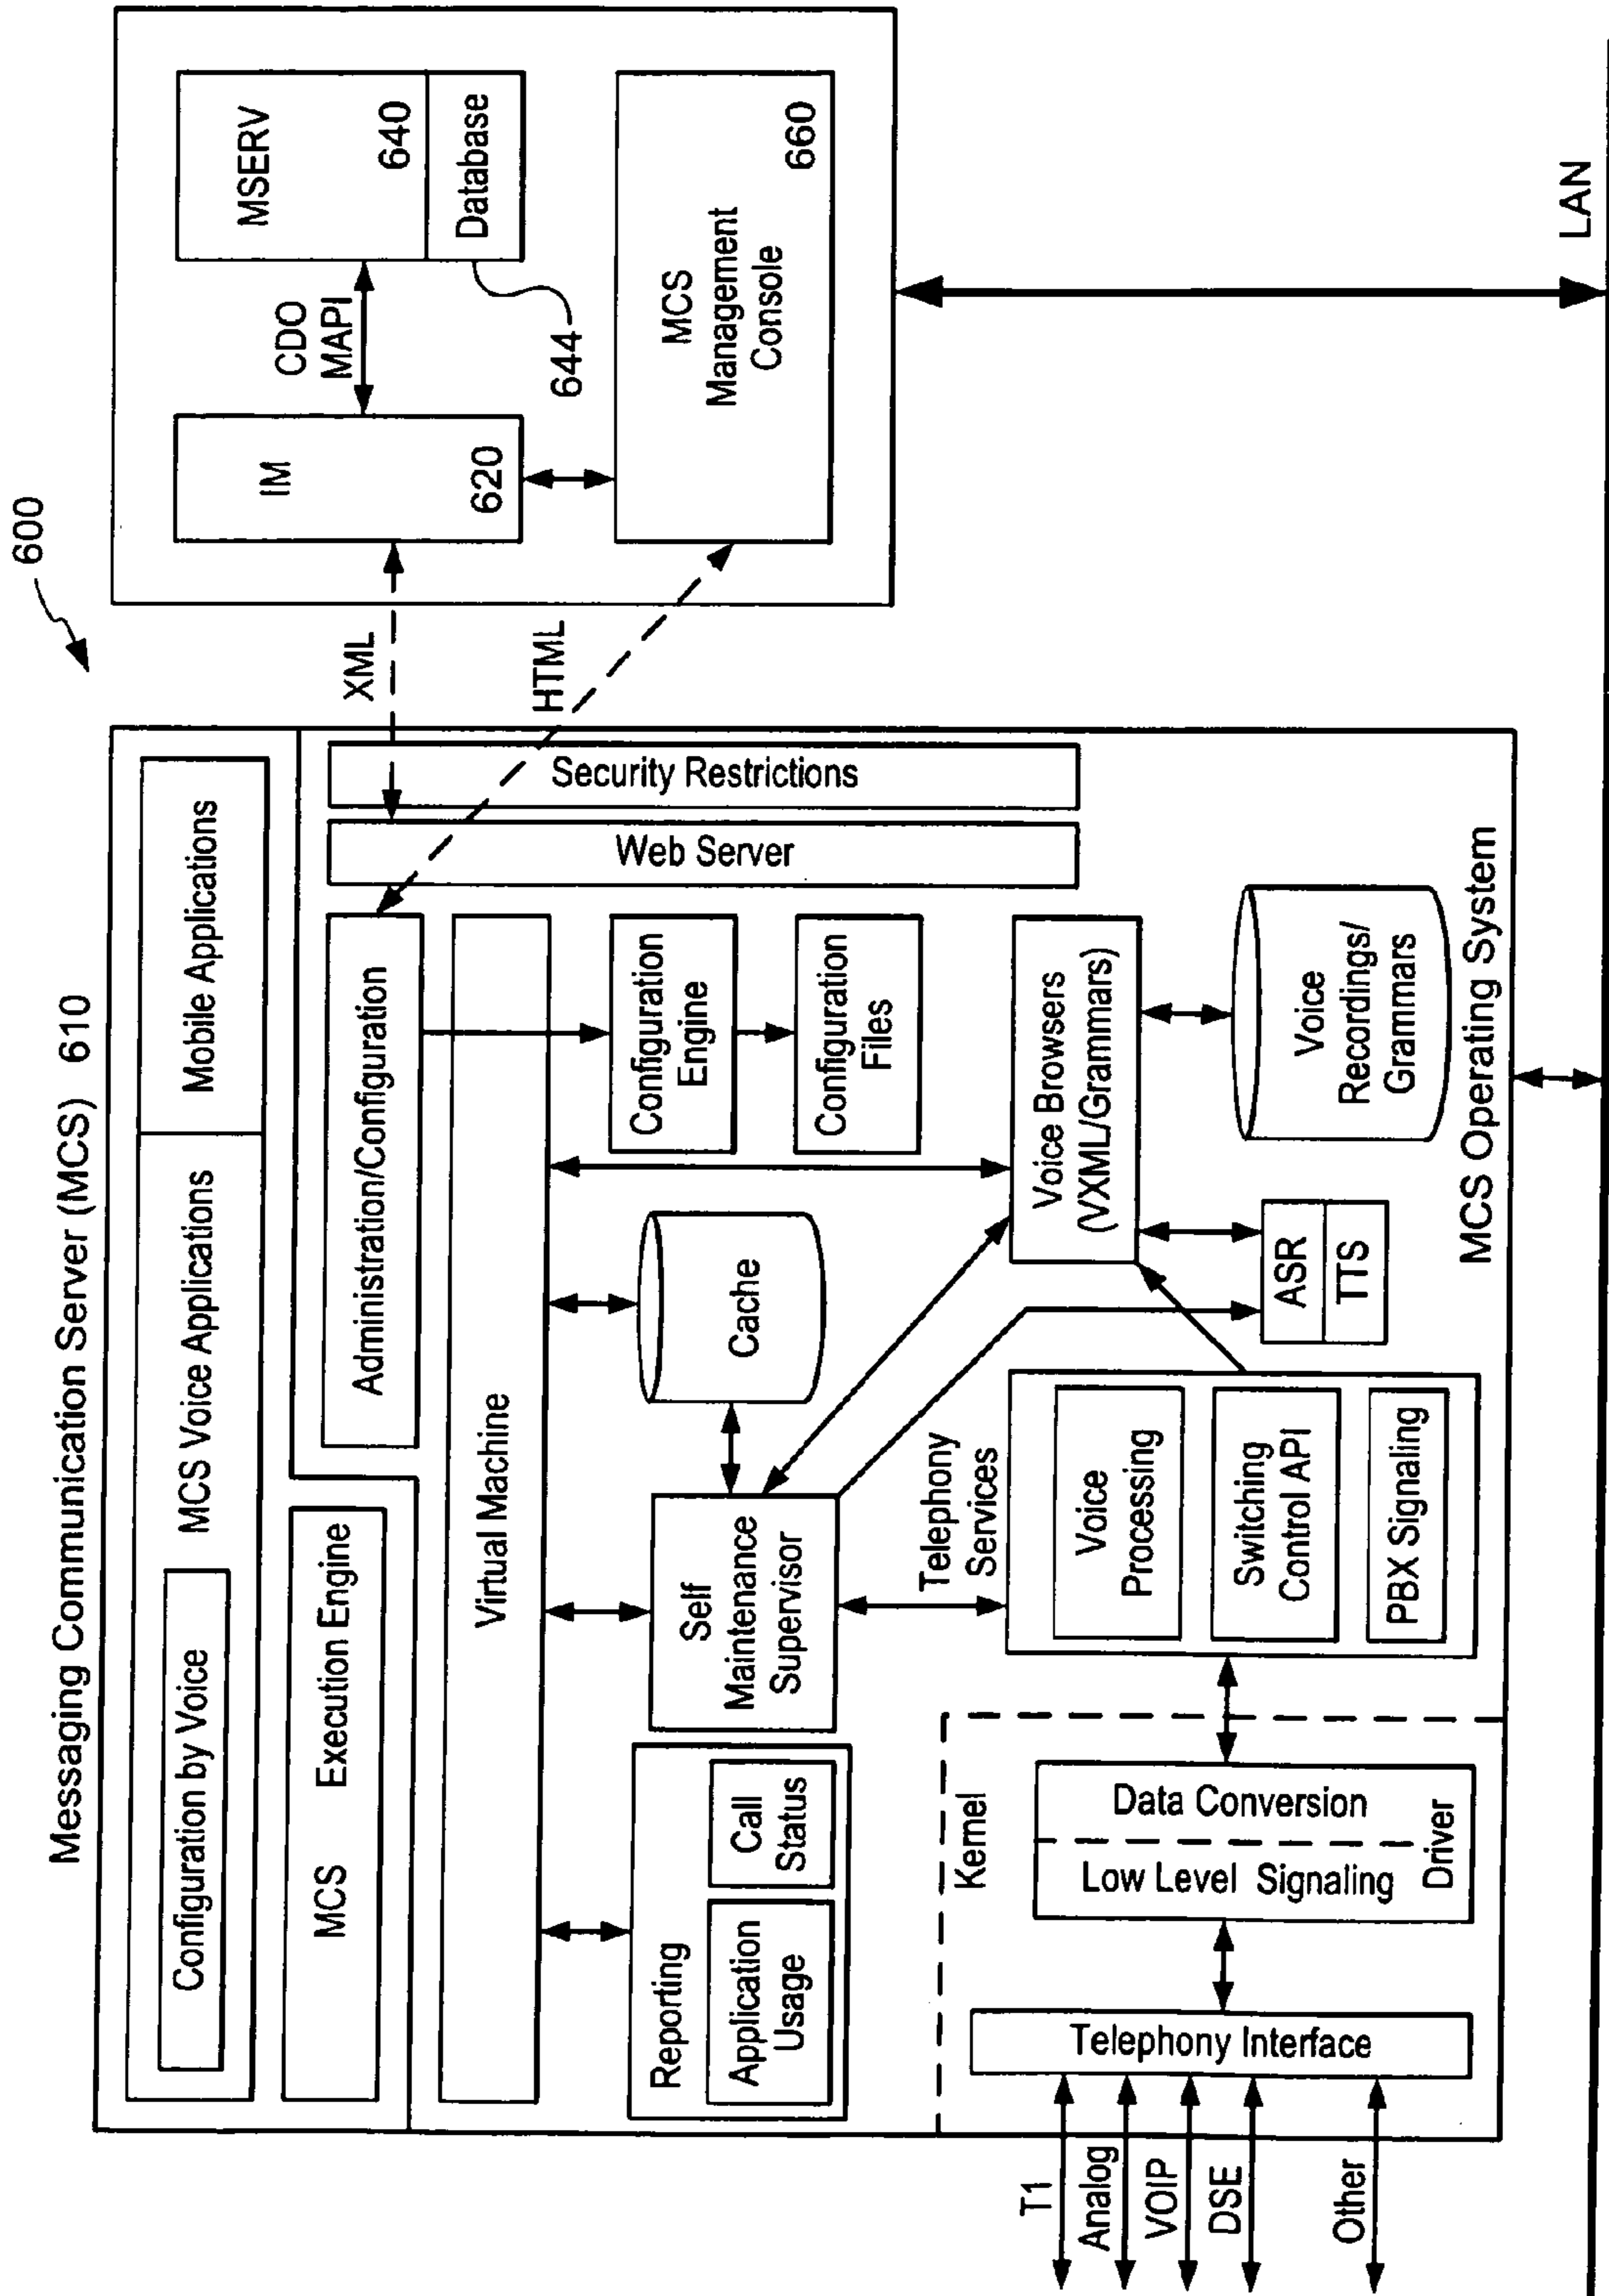 600
Messaging Communication Server (MCS) 610
Configuration by Voice
MCS Voice Applications
Mobile Applications
MCS Execution Engine
Administration/Configuration
Virtual Machine
Reporting
Application
Usage
Call
Status
Self
Maintenance
Supervisor
Cache
Configuration
Engine
Configuration
Files
Web Server
Security Restrictions
XML
HTML
IM
620
CDO
MAPI
MSERV
640
Database
644
MCS
Management
Console
660
Telephony
Services
Voice
Processing
Switching
Control API
PBX Signaling
Voice Browsers
(VXML/Grammars)
ASR
TTS
Voice
Recordings/
Grammars
MCS Operating System
Kernel
Data Conversion
Low Level Signaling
Driver
Telephony Interface
T1
Analog
VOIP
DSE
Other
LAN